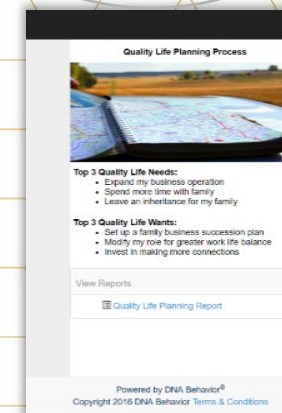 Quality Life Planning Process
Top 3 Quality Life Needs:
• Expand my business operation
• Spend more time with family
• Leave an inheritance for my family
Top 3 Quality Life Wants:
• Set up a family business succession plan
• Modify my role for greater work life balance
• Invest in making more connections
View Reports
Quality Life Planning Report
Powered by DNA Behavior®
Copyright 2016 DNA Behavior Terms & Conditions